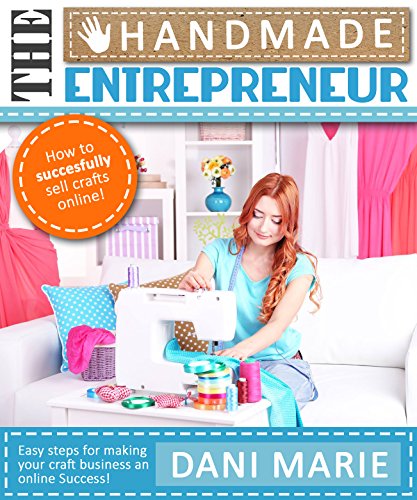 THE
HANDMADE
ENTREPRENEUR
How to
succesfully
sell crafts
online!
Easy steps for making
your craft business an
online Success!
DANI MARIE